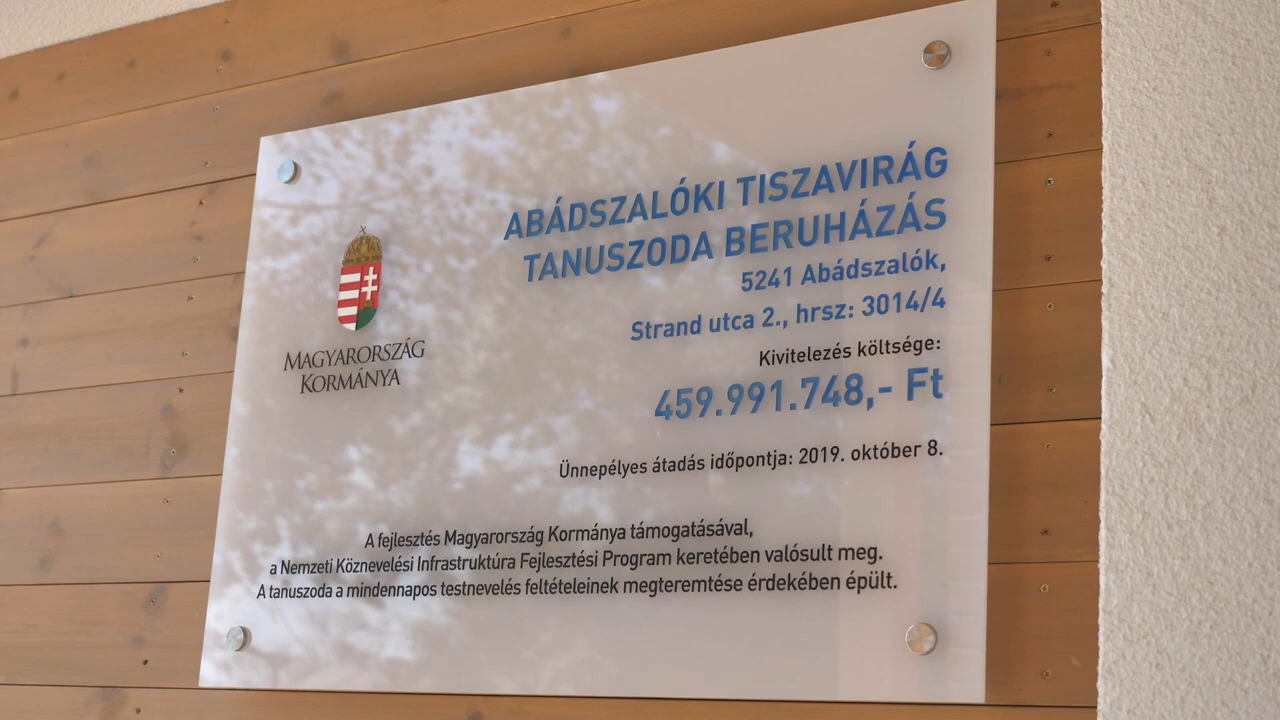 ABÁDSZALÓKI TISZAVIRÁG
TANUSZODA BERUHÁZÁS
5241 Abádszalók,
Strand utca 2., hrsz: 3014/4
Kivitelezés költsége:
459.991.748,- Ft
Ünnepélyes átadás időpontja: 2019. október 8.
MAGYARORSZÁG
KORMÁNYA
A fejlesztés Magyarország Kormánya támogatásával,
a Nemzeti Köznevelési Infrastruktúra Fejlesztési Program keretében valósult meg.
A tanuszoda a mindennapos testnevelés feltételeinek megteremtése érdekében épült.